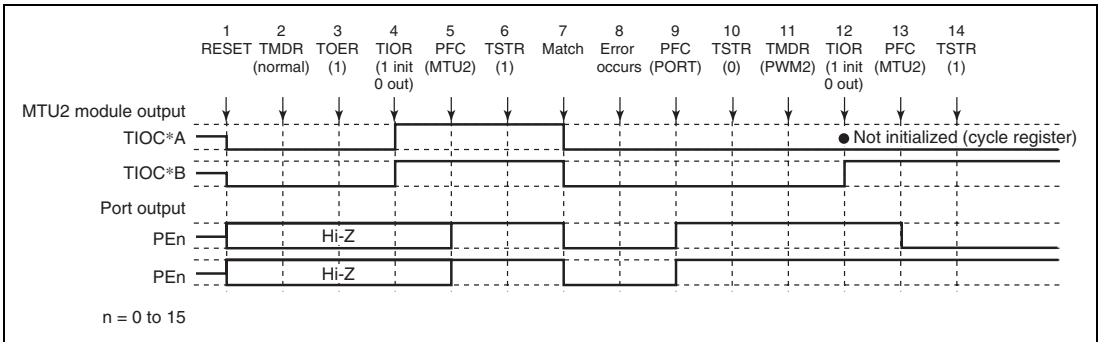 1 2 3 4 5 6 7 8 9 10 11 12 13 14
RESET TMDR TOER TIOR PFC TSTR Match Error PFC TSTR TMDR TIOR PFC TSTR
(normal) (1) (1 init (MTU2) (1) occurs (PORT) (0) (PWM2) (1 init (MTU2) (1)
0 out) 0 out)
MTU2 module output
TIOC*A
● Not initialized (cycle register)
TIOC*B
Port output
PEn
Hi-Z
PEn
Hi-Z
n = 0 to 15